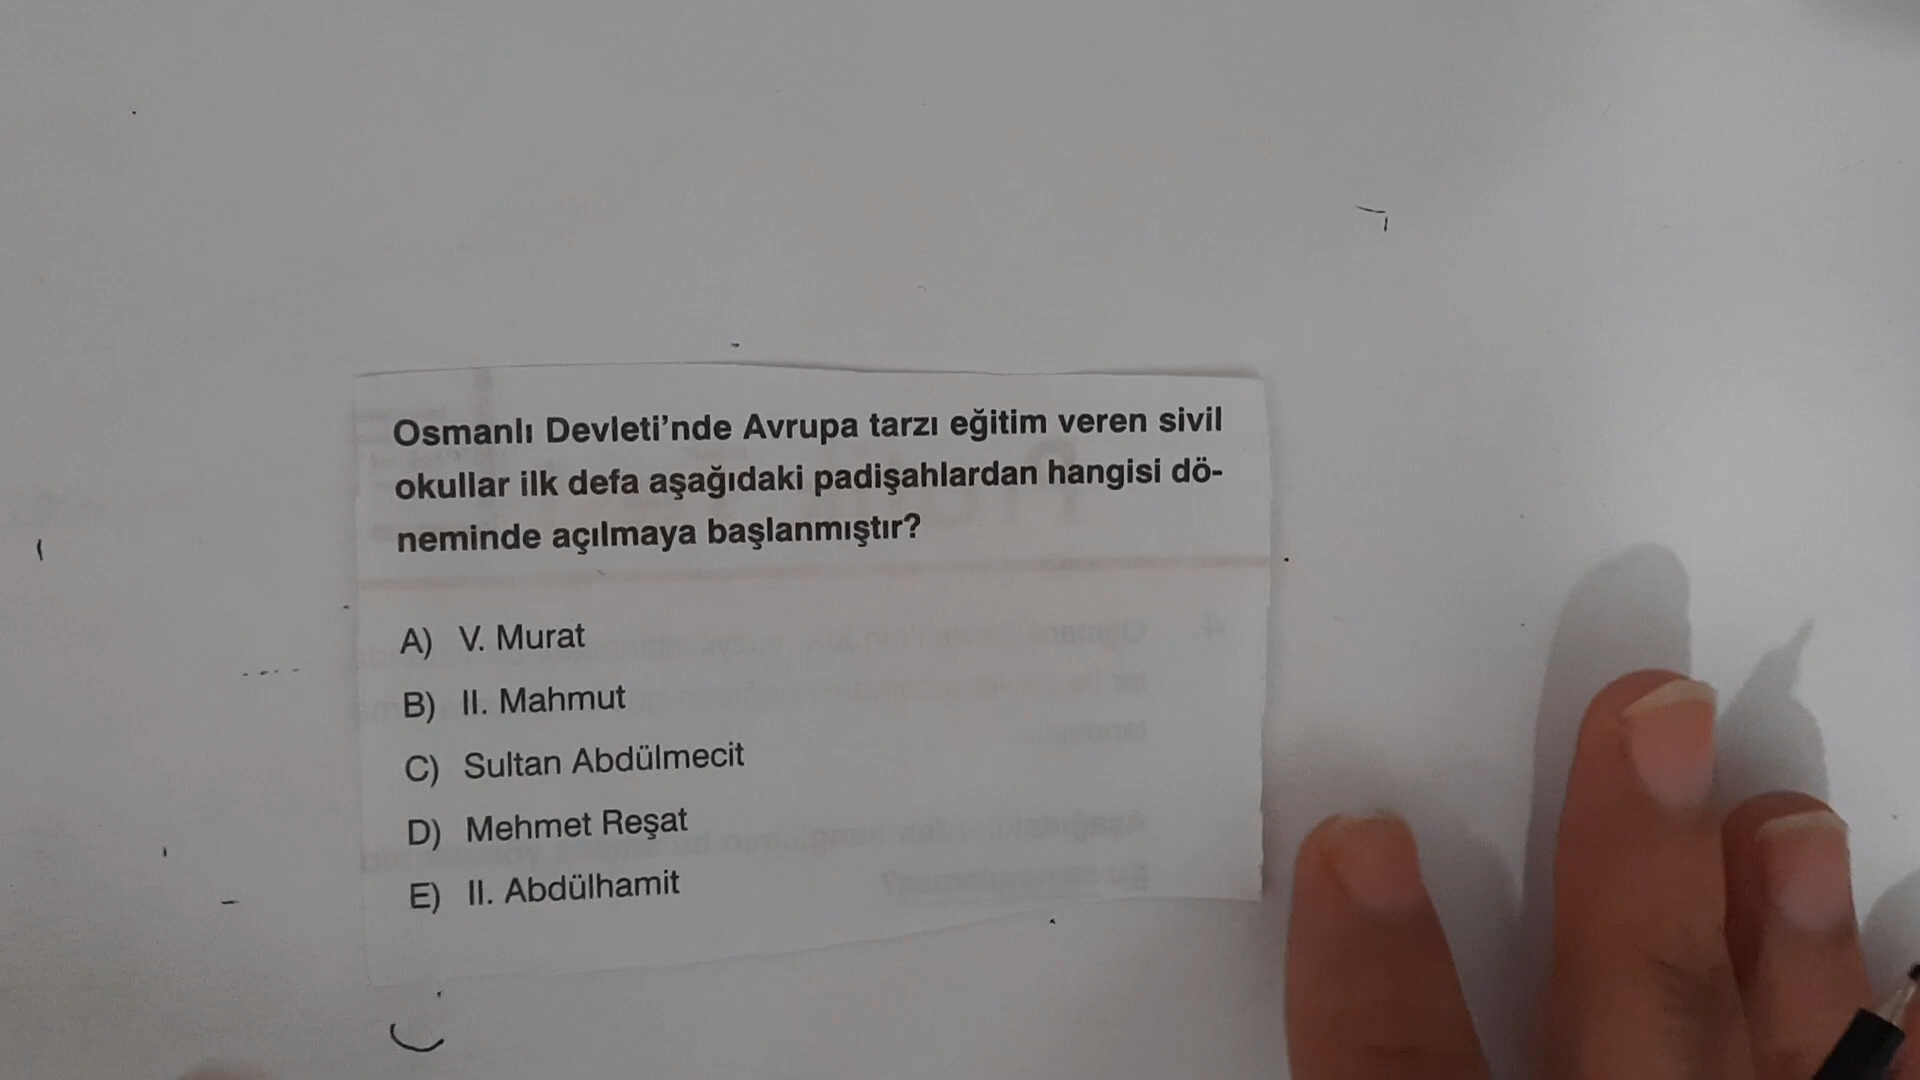 Osmanlı Devleti’nde Avrupa tarzı eğitim veren sivil
okullar ilk defa aşağıdaki padişahlardan hangisi dö-
neminde açılmaya başlanmıştır?
A) V. Murat
B) II. Mahmut
C) Sultan Abdülmecit
D) Mehmet Reşat
E) II. Abdülhamit